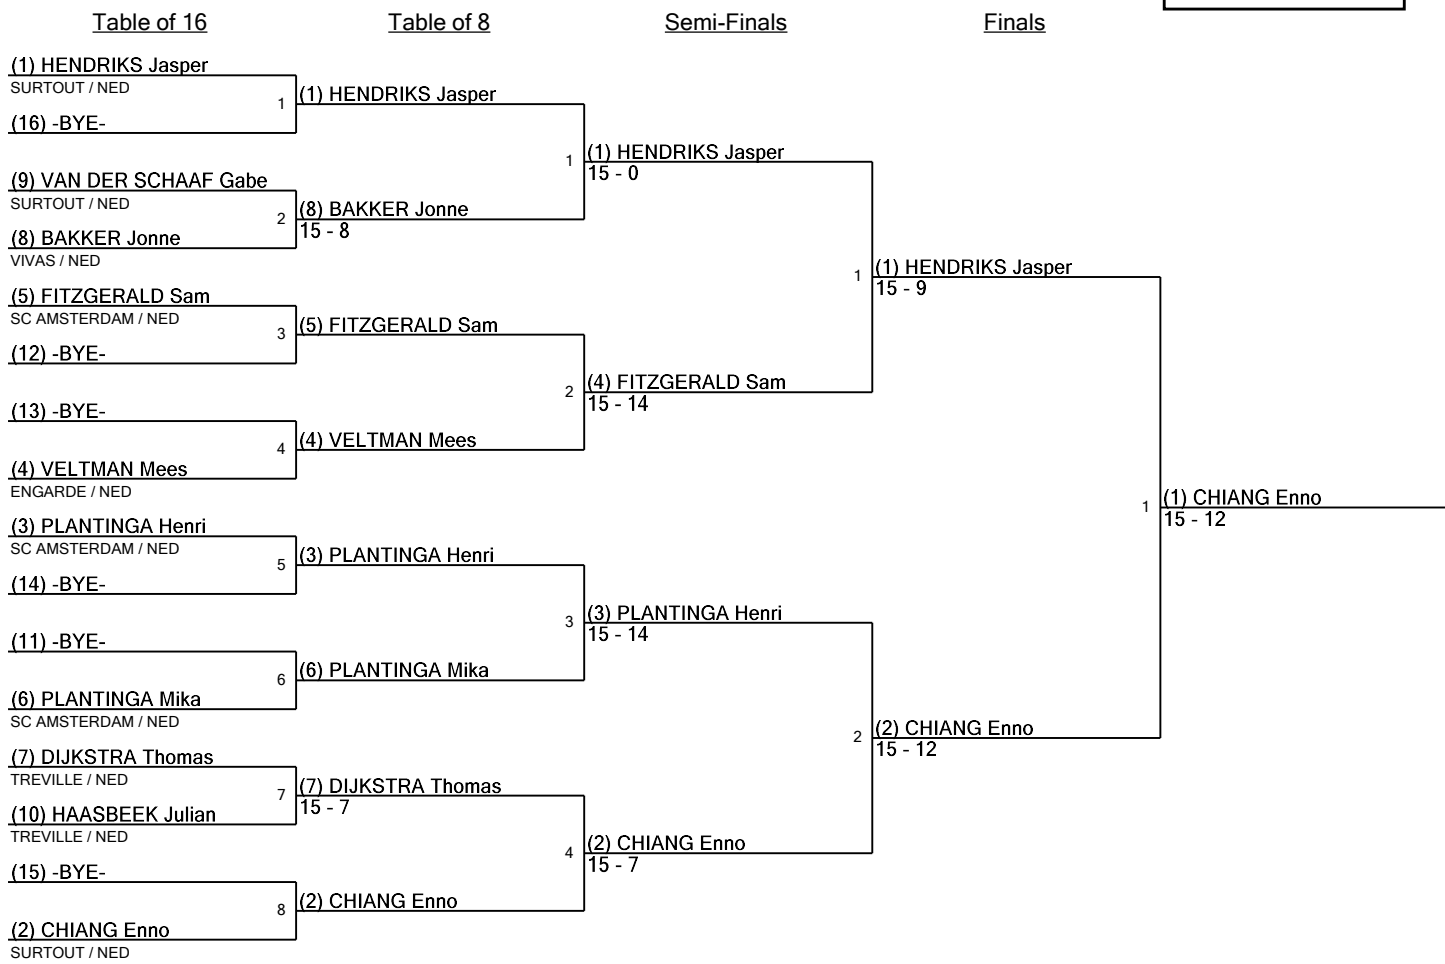 Table of 16
Table of 8
Semi-Finals
Finals
(1) HENDRIKS Jasper
SURTOUT / NED
1
(16) -BYE-
(9) VAN DER SCHAAF Gabe
SURTOUT / NED
2
(8) BAKKER Jonne
VIVAS / NED
(5) FITZGERALD Sam
SC AMSTERDAM / NED
3
(12) -BYE-
(13) -BYE-
4
(4) VELTMAN Mees
ENGARDE / NED
(3) PLANTINGA Henri
SC AMSTERDAM / NED
5
(14) -BYE-
(11) -BYE-
6
(6) PLANTINGA Mika
SC AMSTERDAM / NED
(7) DIJKSTRA Thomas
TREVILLE / NED
7
(10) HAASBEEK Julian
TREVILLE / NED
(15) -BYE-
8
(2) CHIANG Enno
SURTOUT / NED
(1) HENDRIKS Jasper
1
(8) BAKKER Jonne
15 - 8
(5) FITZGERALD Sam
2
(4) VELTMAN Mees
(3) PLANTINGA Henri
3
(6) PLANTINGA Mika
(7) DIJKSTRA Thomas
15 - 7
4
(2) CHIANG Enno
(1) HENDRIKS Jasper
15 - 0
1
(4) FITZGERALD Sam
15 - 14
(3) PLANTINGA Henri
15 - 14
2
(2) CHIANG Enno
15 - 7
(1) HENDRIKS Jasper
15 - 9
1
(2) CHIANG Enno
15 - 12
(1) CHIANG Enno
15 - 12